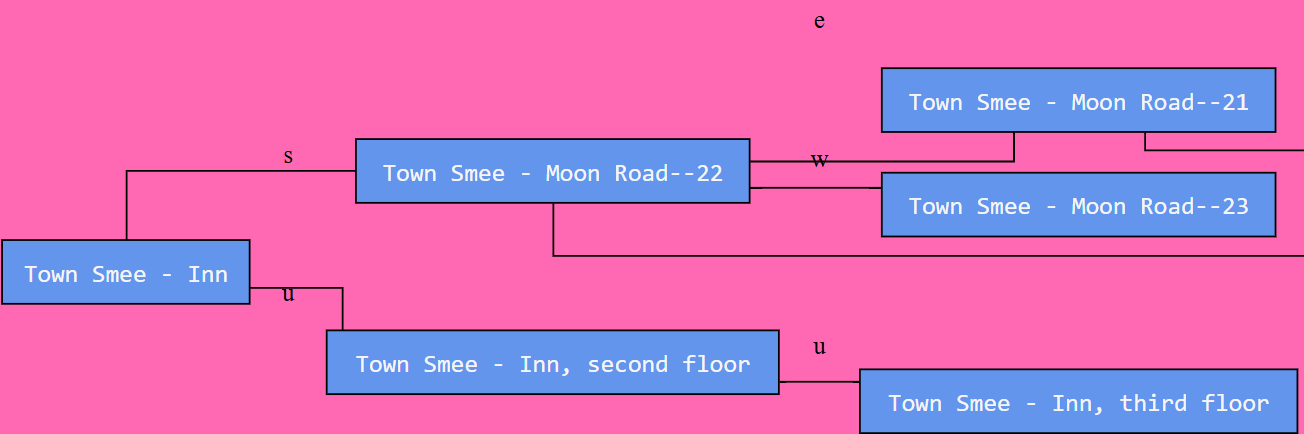 e
Town Smee - Moon Road--21
s
w
Town Smee - Moon Road--22
Town Smee - Moon Road--23
Town Smee - Inn
u
u
Town Smee - Inn, second floor
Town Smee - Inn, third floor